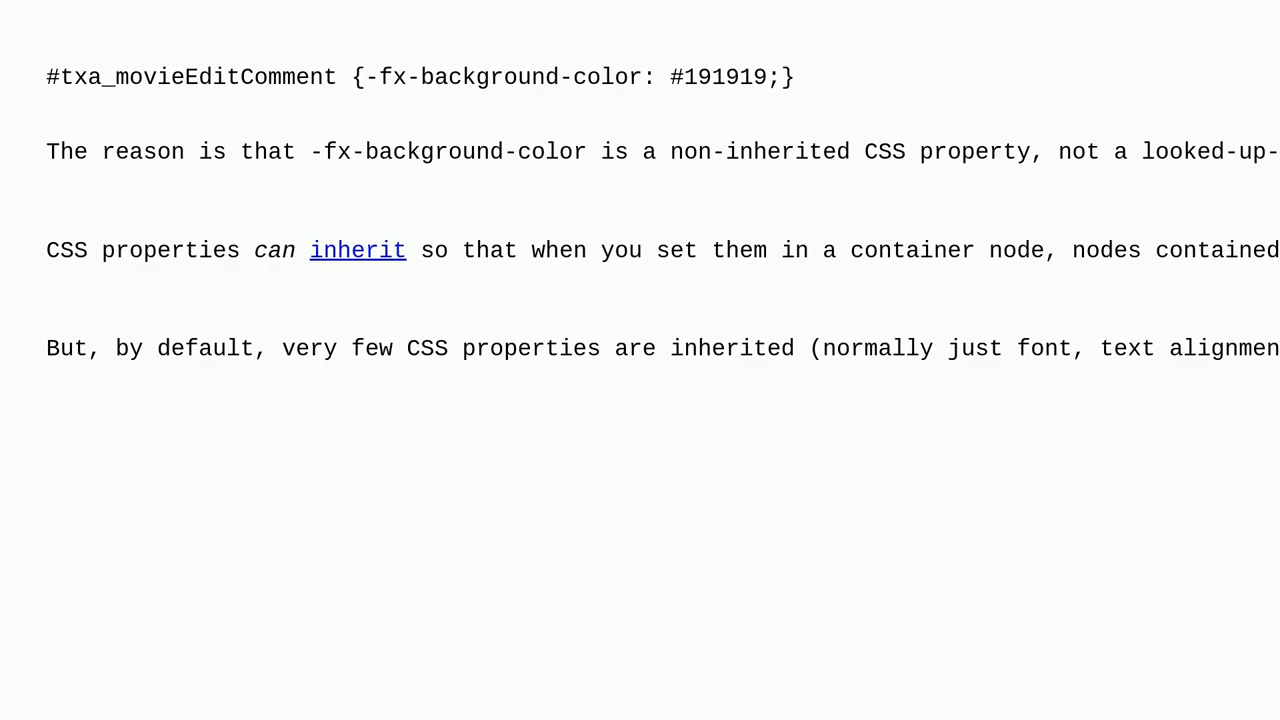 #txa_movieEditComment {-fx-background-color: #191919;}
The reason is that -fx-background-color is a non-inherited CSS property, not a looked-up-
CSS properties can inherit so that when you set them in a container node, nodes contained
But, by default, very few CSS properties are inherited (normally just font, text alignmen